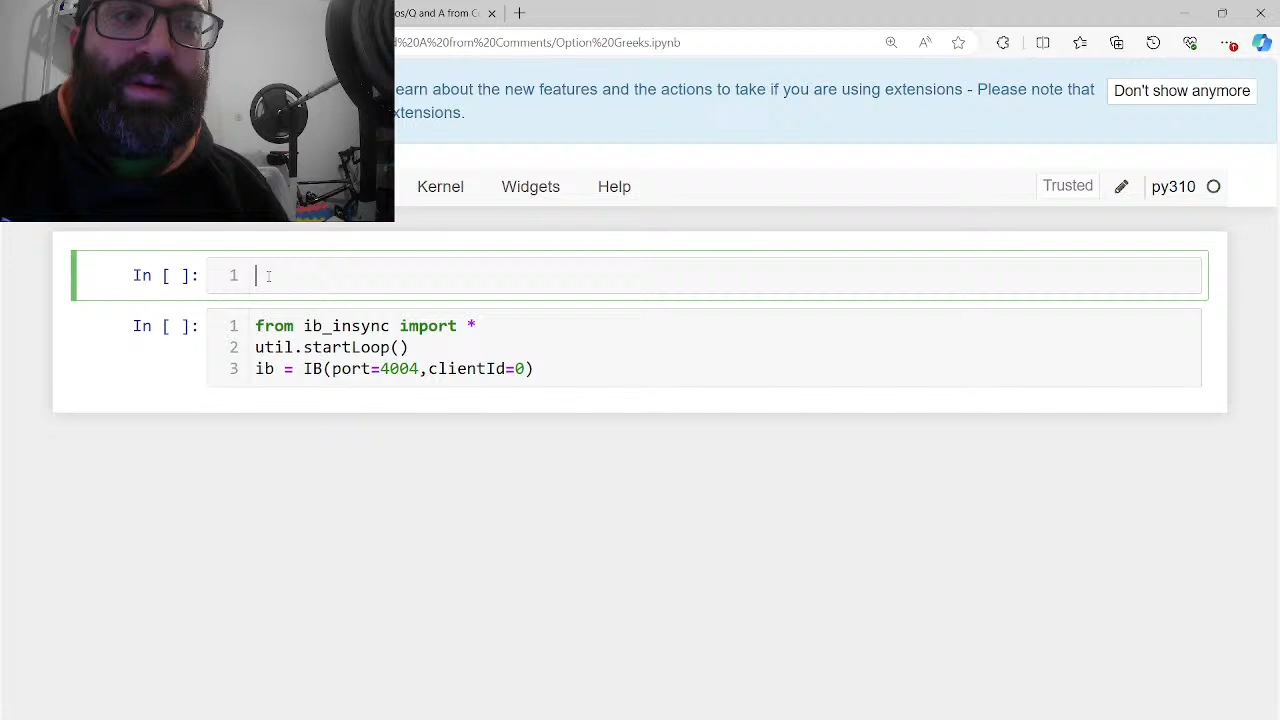 os/Q and A from Co
d%20A%20from%20Comments/Option%20Greeks.ipynb
earn about the new features and the actions to take if you are using extensions - Please note that
xtensions.
Don't show anymore
Kernel
Widgets
Help
Trusted
py310
In [ ]:
1
In [ ]:
1 from ib_insync import *
2 util.startLoop()
3 ib = IB(port=4004,clientId=0)